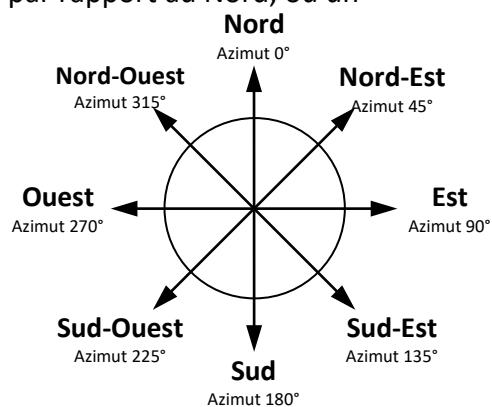 par rapport au Nord, ou un
Nord
Azimut 0°
Nord-Ouest
Azimut 315°
Nord-Est
Azimut 45°
Ouest
Azimut 270°
Est
Azimut 90°
Sud-Ouest
Azimut 225°
Sud-Est
Azimut 135°
Sud
Azimut 180°